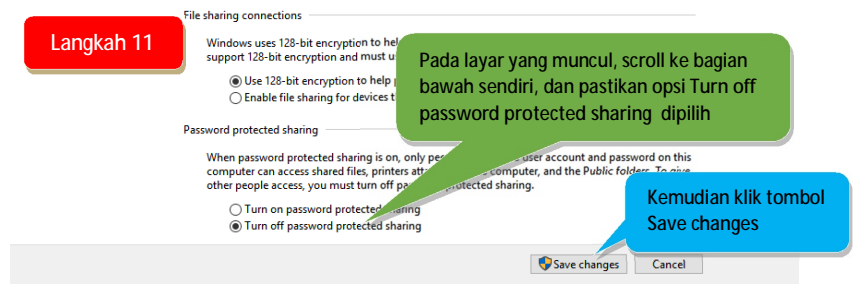 File sharing connections
Langkah 11
Windows uses 128-bit encryption to hel
support 128-bit encryption and must u
Use 128-bit encryption to help
Enable file sharing for devices t
Pada layar yang muncul, scroll ke bagian
bawah sendiri, dan pastikan opsi Turn off
password protected sharing dipilih
Password protected sharing
When password protected sharing is on, only pe user account and password on this
computer can access shared files, printers att computer, and the Public folders. To give
other people access, you must turn off pa protected sharing.
Turn on password protected sharing
Turn off password protected sharing
Kemudian klik tombol
Save changes
Save changes
Cancel